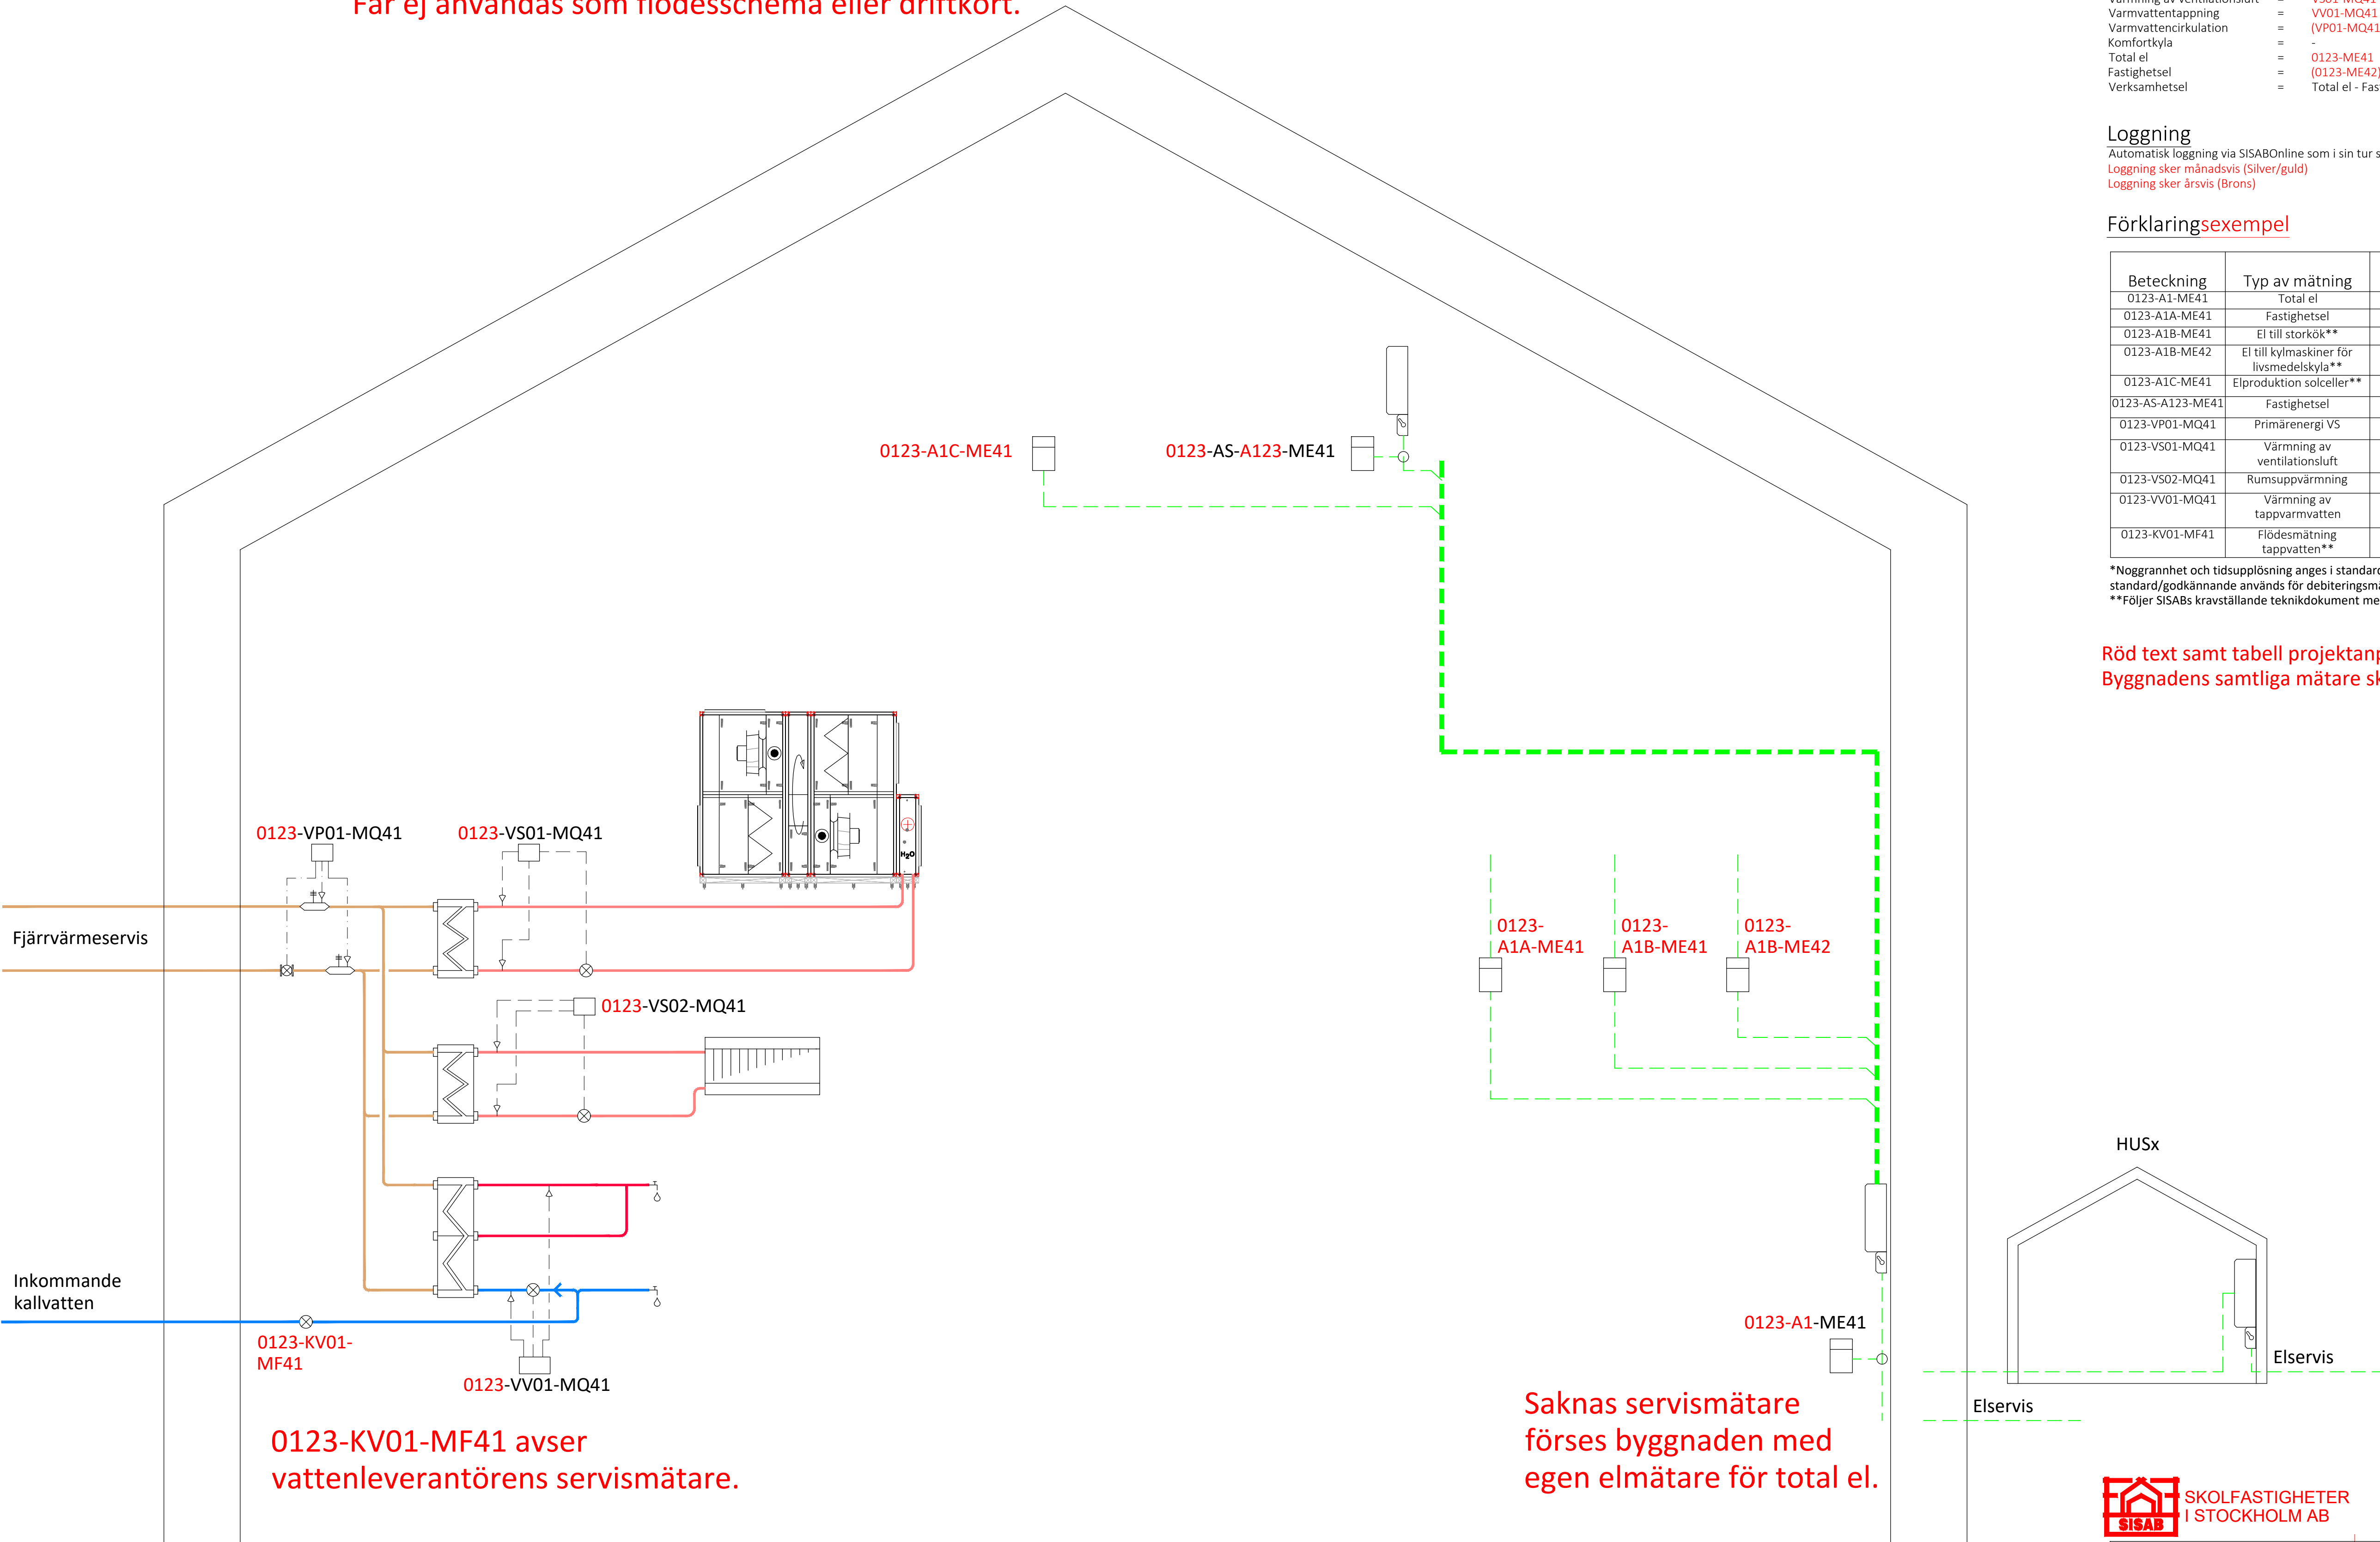 Får ej användas som flödesschema eller driftkort.
Värmning av ventilationsluft = VS01-MQ41
Varmvattentappning = VV01-MQ41
Varmvattencirkulation = (VP01-MQ41
Komfortkyla = -
Total el = 0123-ME41
Fastighetsel = (0123-ME42)
Verksamhetsel = Total el - Fas
Loggning
Automatisk loggning via SISABOnline som i sin tur s
Loggning sker månadsvis (Silver/guld)
Loggning sker årsvis (Brons)
Förklaringsexempel
Beteckning Typ av mätning
0123-A1-ME41 Total el
0123-A1A-ME41 Fastighetsel
0123-A1B-ME41 El till storkök**
0123-A1B-ME42 El till kylmaskiner för
livsmedelskyla**
0123-A1C-ME41 Elproduktion solceller**
0123-AS-A123-ME41 Fastighetsel
0123-VP01-MQ41 Primärenergi VS
0123-VS01-MQ41 Värmning av
ventilationsluft
0123-VS02-MQ41 Rumsuppvärmning
0123-VV01-MQ41 Värmning av
tappvarmvatten
0123-KV01-MF41 Flödesmätning
tappvatten**
*Noggrannhet och tidsupplösning anges i standard
standard/godkännande används för debiteringsmä
**Följer SISABs kravställande teknikdokument me
Röd text samt tabell projektanp
Byggnadens samtliga mätare sk
0123-A1C-ME41
0123-AS-A123-ME41
0123-VP01-MQ41
0123-VS01-MQ41
H2O
Fjärrvärmeservis
0123-
A1A-ME41
0123-
A1B-ME41
0123-
A1B-ME42
0123-VS02-MQ41
HUSx
Inkommande
kallvatten
0123-KV01-
MF41
0123-VV01-MQ41
0123-A1-ME41
Elservis
Elservis
0123-KV01-MF41 avser
vattenleverantörens servismätare.
Saknas servismätare
förses byggnaden med
egen elmätare för total el.
SISAB
SKOLFASTIGHETER
I STOCKHOLM AB